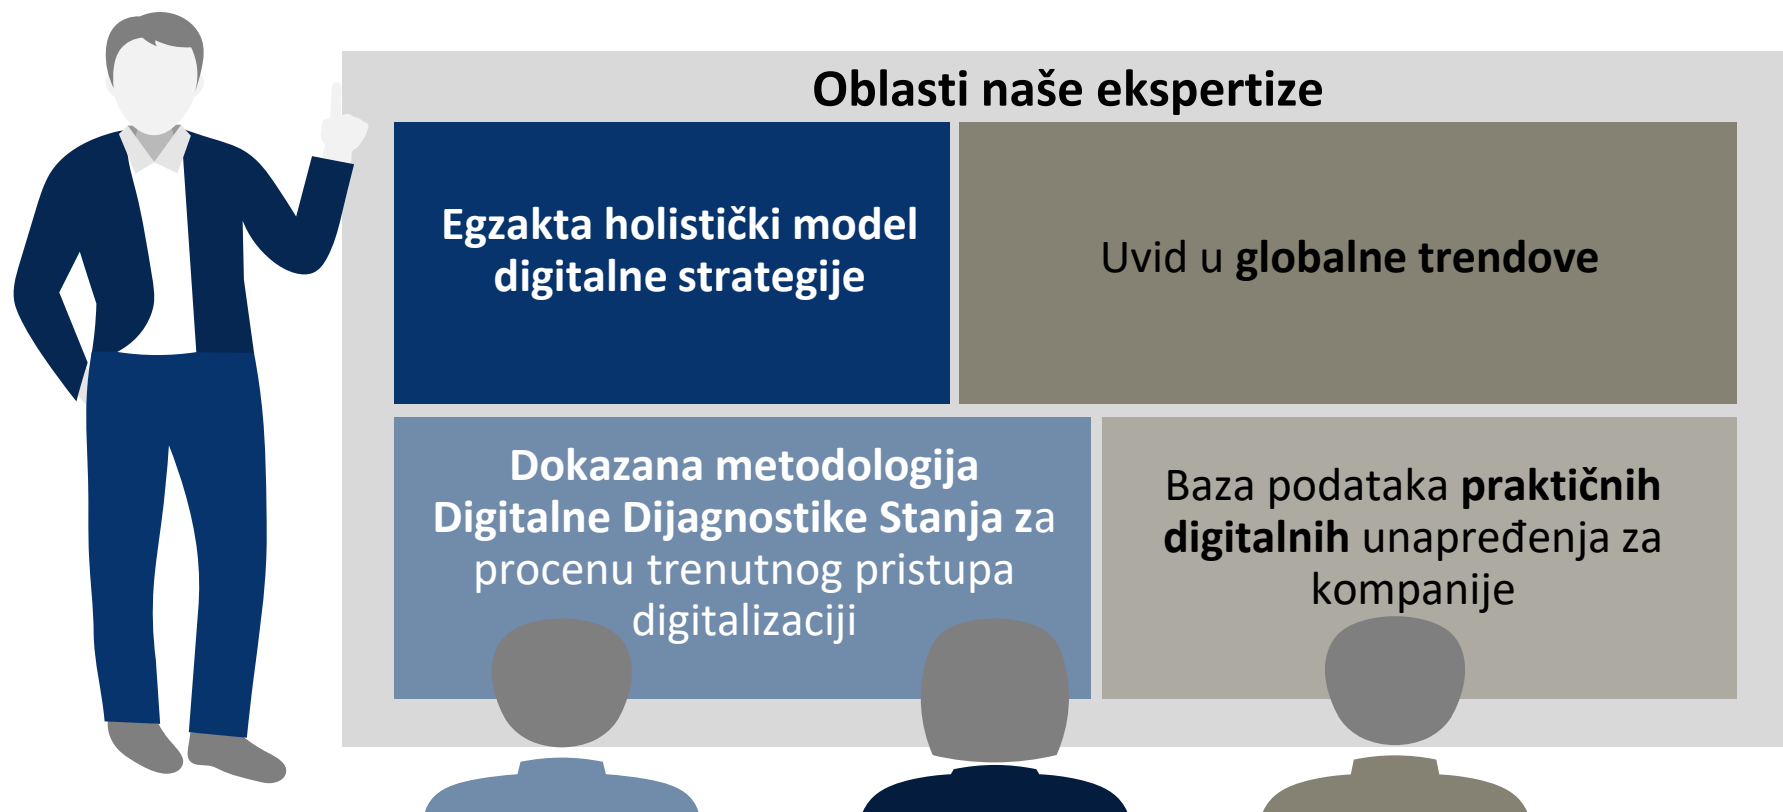 Oblasti naše ekspertize
Egzakta holistički model
digitalne strategije
Uvid u globalne trendove
Dokazana metodologija
Digitalne Dijagnostike Stanja za
procenu trenutnog pristupa
digitalizaciji
Baza podataka praktičnih
digitalnih unapređenja za
kompanije